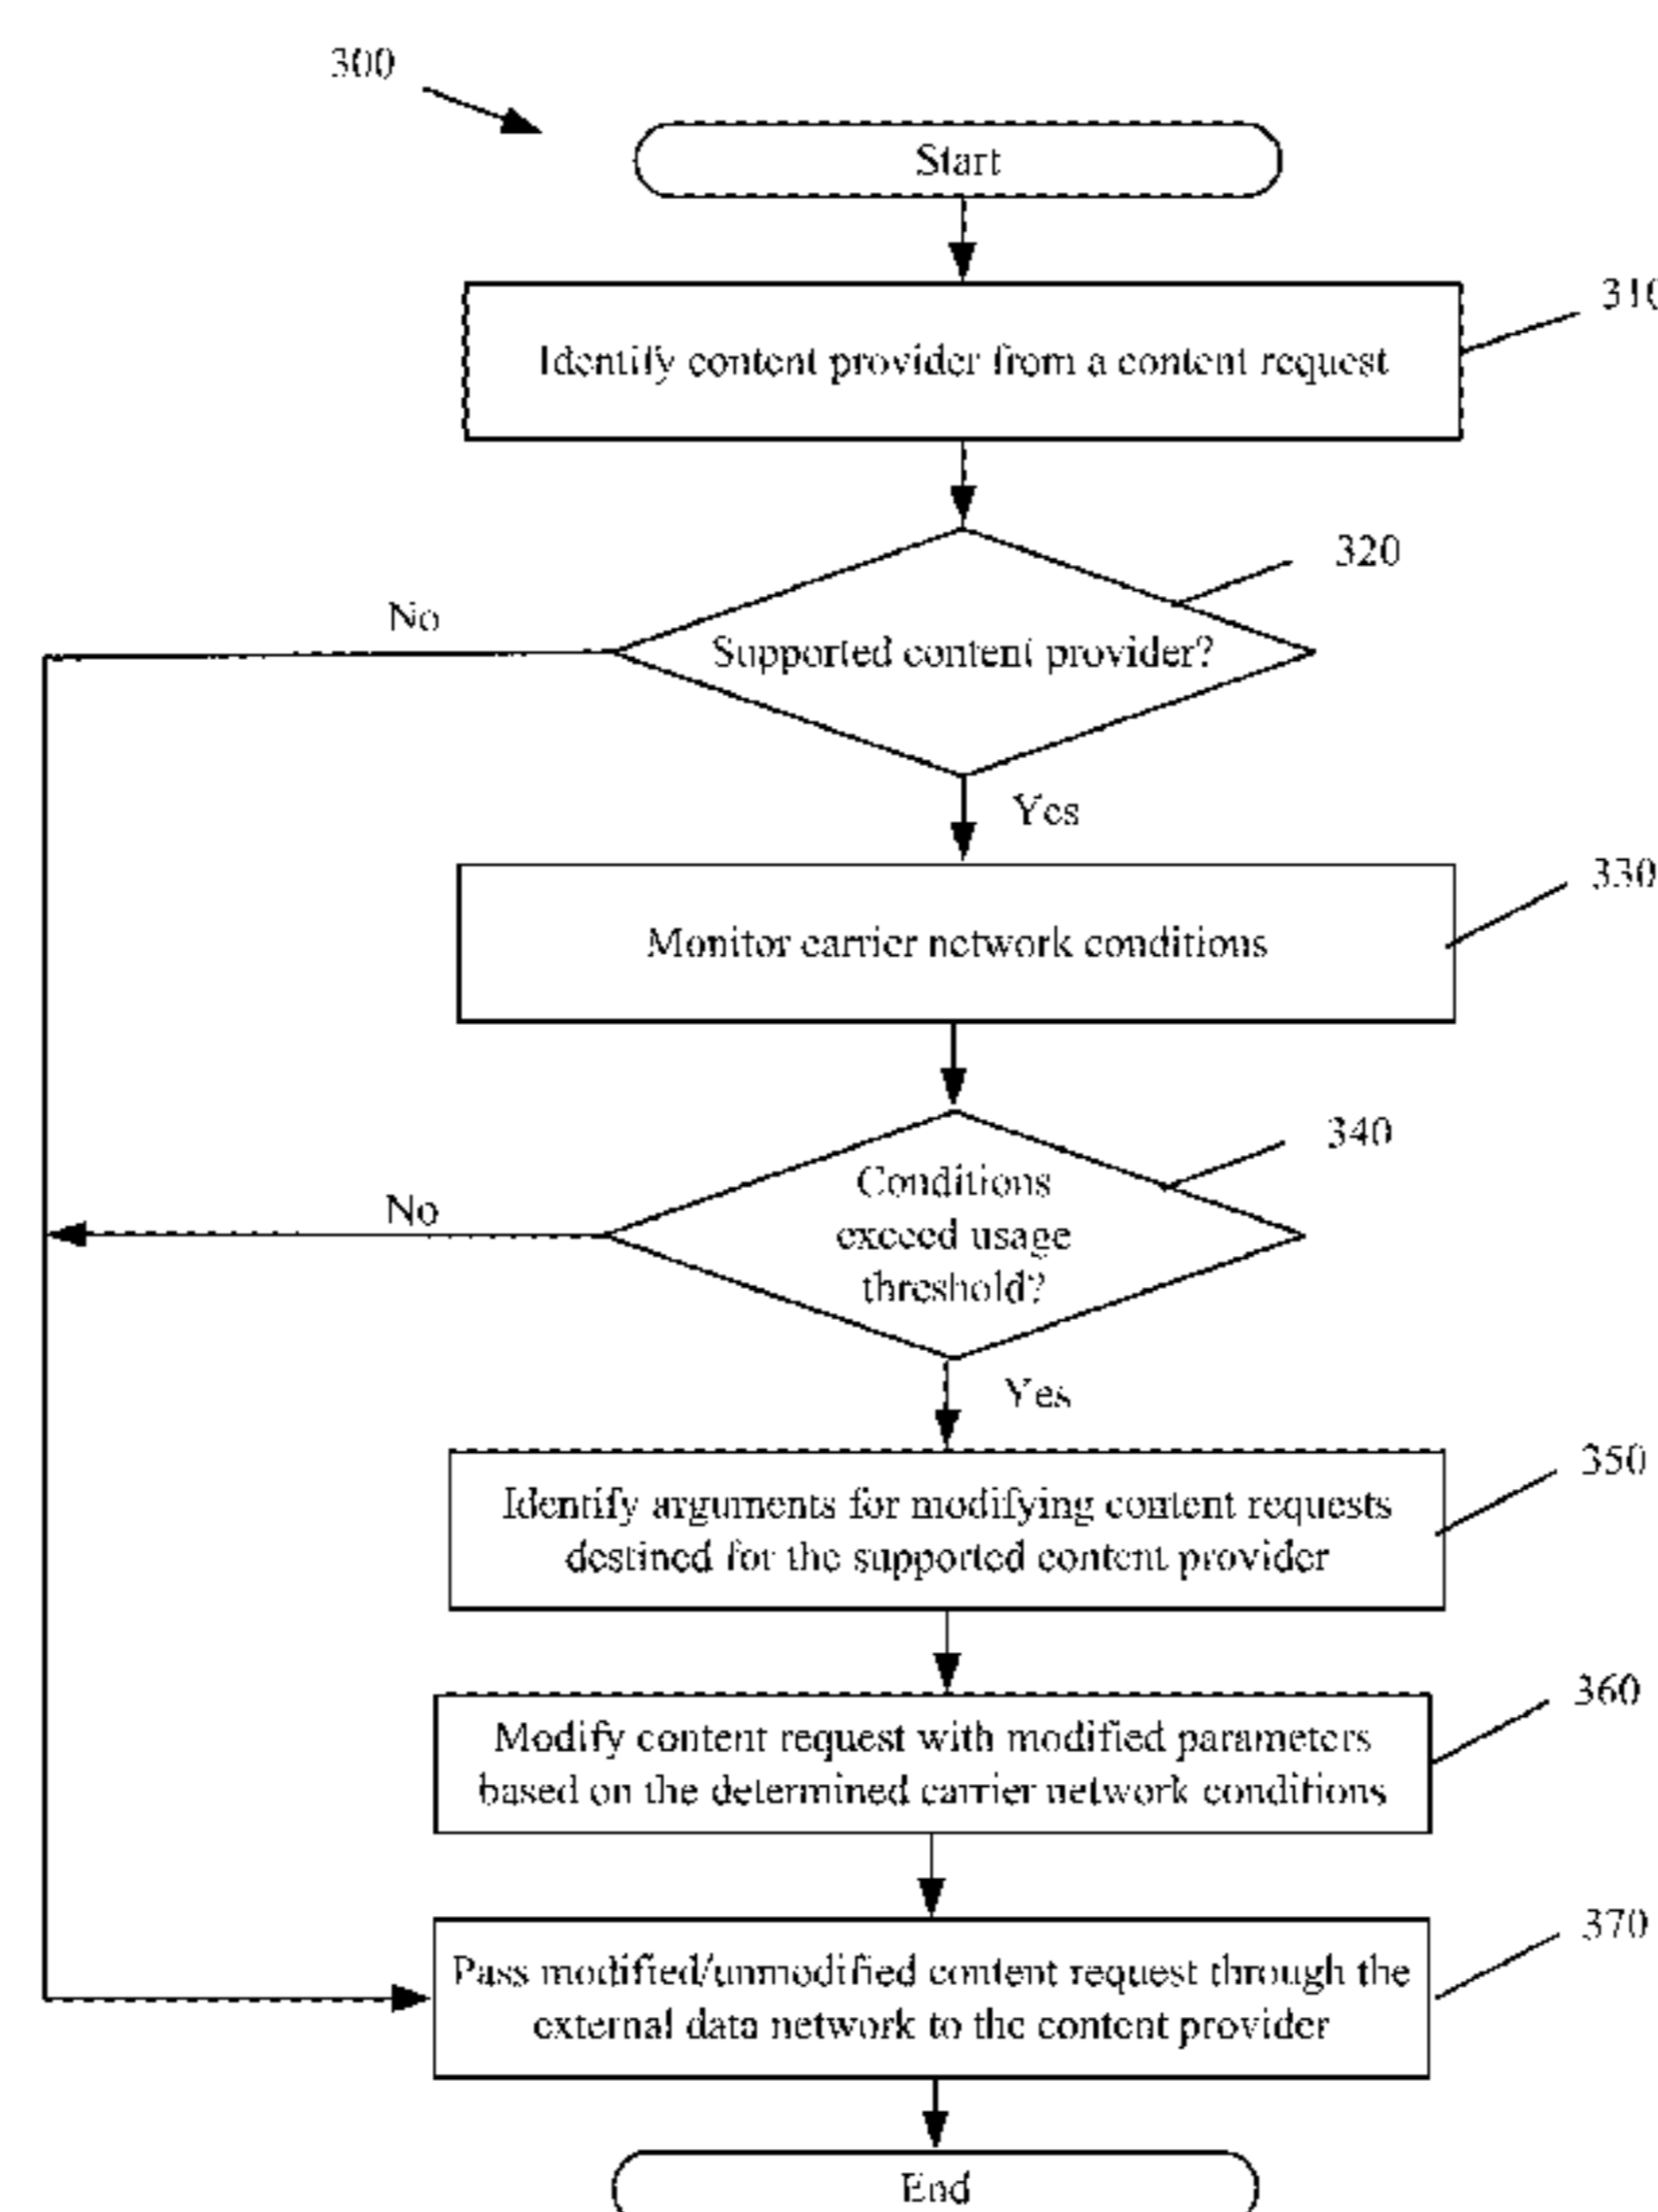 300
Start
Identify content provider from a content request
310
320
No
Supported content provider?
Yes
330
Monitor carrier network conditions
340
Conditions
exceed usage
threshold?
No
Yes
350
Identify arguments for modifying content requests
destined for the supported content provider
360
Modify content request with modified parameters
based on the determined carrier network conditions
370
Pass modified/unmodified content request through the
external data network to the content provider
End